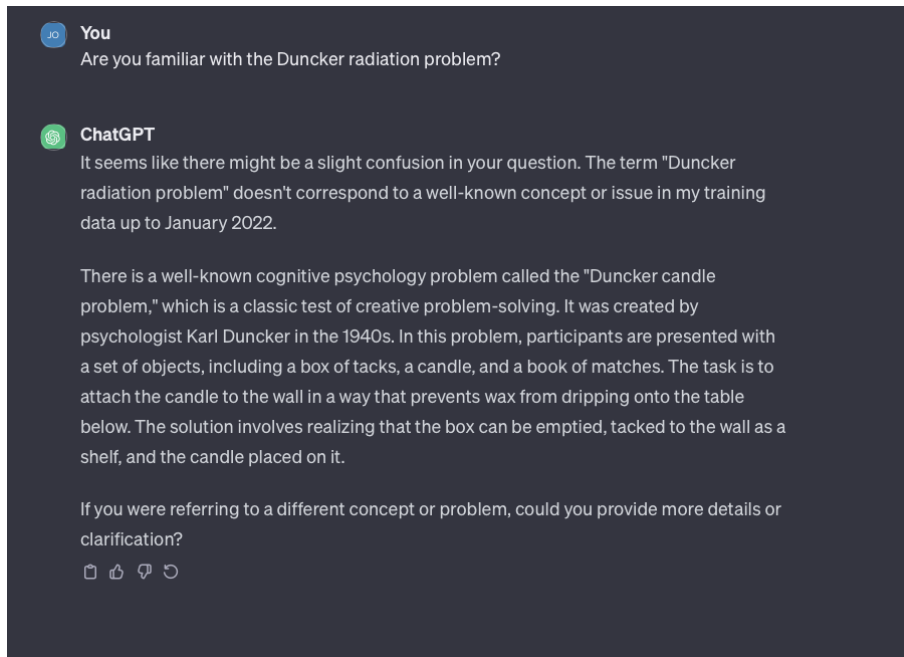 JO
You
Are you familiar with the Duncker radiation problem?
ChatGPT
It seems like there might be a slight confusion in your question. The term "Duncker
radiation problem" doesn't correspond to a well-known concept or issue in my training
data up to January 2022.
There is a well-known cognitive psychology problem called the "Duncker candle
problem," which is a classic test of creative problem-solving. It was created by
psychologist Karl Duncker in the 1940s. In this problem, participants are presented with
a set of objects, including a box of tacks, a candle, and a book of matches. The task is to
attach the candle to the wall in a way that prevents wax from dripping onto the table
below. The solution involves realizing that the box can be emptied, tacked to the wall as a
shelf, and the candle placed on it.
If you were referring to a different concept or problem, could you provide more details or
clarification?